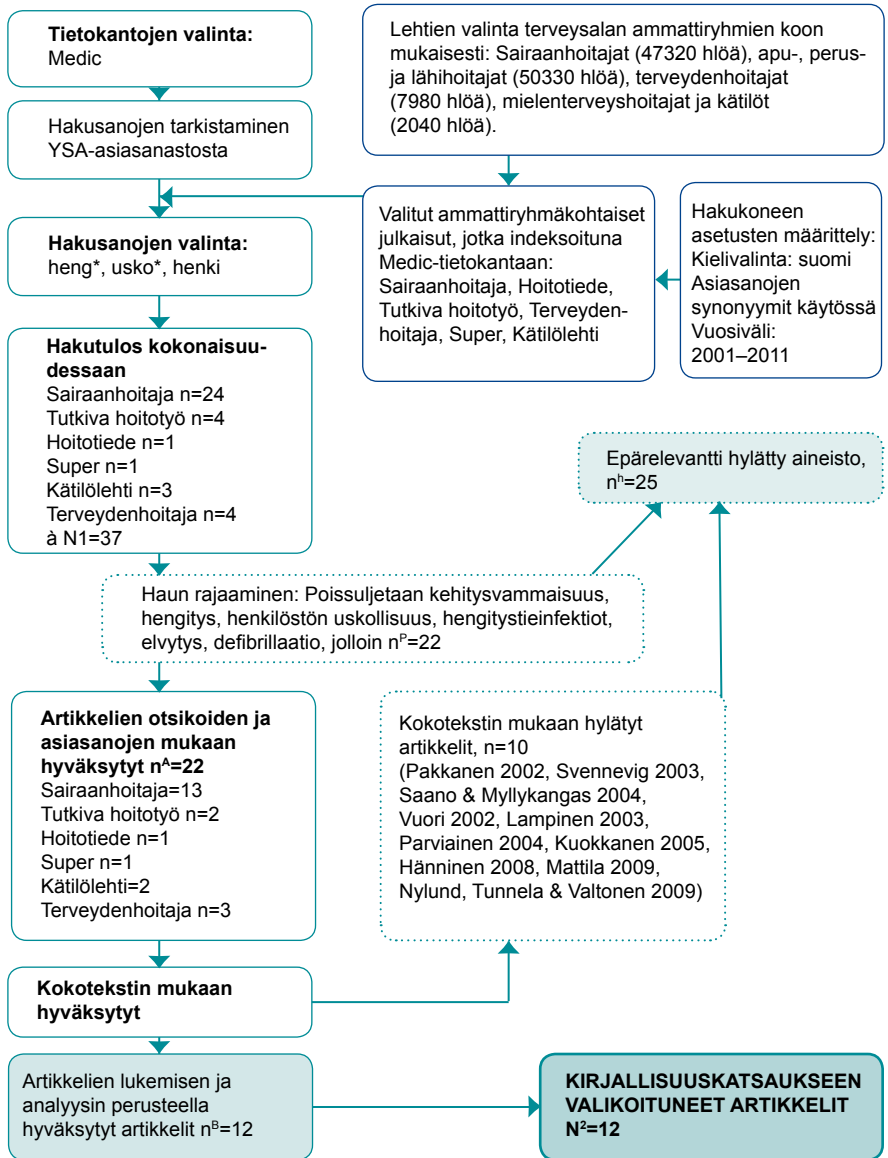 Tietokantojen valinta:
Medic
Lehtien valinta terveysalan ammattiryhmien koon
mukaisesti: Sairaanhoitajat (47320 hlöä), apu-, perus-
ja lähihoitajat (50330 hlöä), terveydenhoitajat
(7980 hlöä), mielenterveyshoitajat ja kätilöt
(2040 hlöä).
Hakusanojen tarkistaminen
YSA-asiasanastosta
Valitut ammattiryhmäkohtaiset
julkaisut, jotka indeksoituna
Medic-tietokantaan:
Sairaanhoitaja, Hoitotiede,
Tutkiva hoitotyö, Terveyden-
hoitaja, Super, Kätilölehti
Hakukoneen
asetusten määrittely:
Kielivalinta: suomi
Asiasanojen
synonyymit käytössä
Vuosiväli:
2001–2011
Hakusanojen valinta:
heng*, usko*, henki
Hakutulos kokonaisuu-
dessaan
Sairaanhoitaja n=24
Tutkiva hoitotyö n=4
Hoitotiede n=1
Super n=1
Kätilölehti n=3
Terveydenhoitaja n=4
à N1=37
Epärelevantti hylätty aineisto,
nʰ=25
Haun rajaaminen: Poissuljetaan kehitysvammaisuus,
hengitys, henkilöstön uskollisuus, hengitystieinfektiot,
elvytys, defibrillaatio, jolloin nᴾ=22
Artikkelien otsikoiden ja
asiasanojen mukaan
hyväksytyt nᴬ=22
Sairaanhoitaja=13
Tutkiva hoitotyö n=2
Hoitotiede n=1
Super n=1
Kätilölehti=2
Terveydenhoitaja n=3
Kokotekstin mukaan hylätyt
artikkelit, n=10
(Pakkanen 2002, Svennevig 2003,
Saano & Myllykangas 2004,
Vuori 2002, Lampinen 2003,
Parviainen 2004, Kuokkanen 2005,
Hänninen 2008, Mattila 2009,
Nylund, Tunnela & Valtonen 2009)
Kokotekstin mukaan
hyväksytyt
Artikkelien lukemisen ja
analyysin perusteella
hyväksytyt artikkelit nᴮ=12
KIRJALLISUUSKATSAUKSEEN
VALIKOITUNEET ARTIKKELIT
N²=12